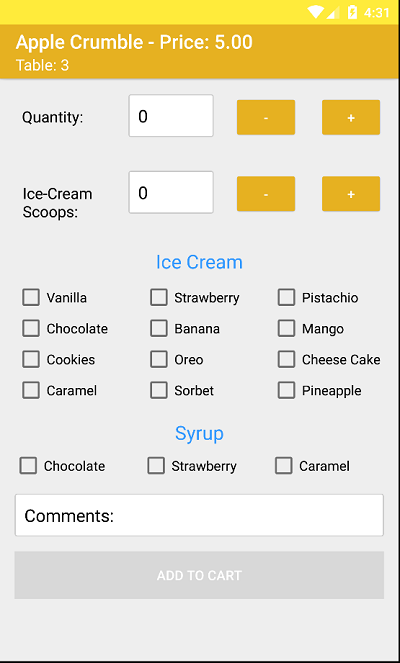 4:31
Apple Crumble - Price: 5.00
Table: 3
Quantity: 0 - +
Ice-Cream
Scoops: 0 - +
Ice Cream
Vanilla Strawberry Pistachio
Chocolate Banana Mango
Cookies Oreo Cheese Cake
Caramel Sorbet Pineapple
Syrup
Chocolate Strawberry Caramel
Comments:
ADD TO CART